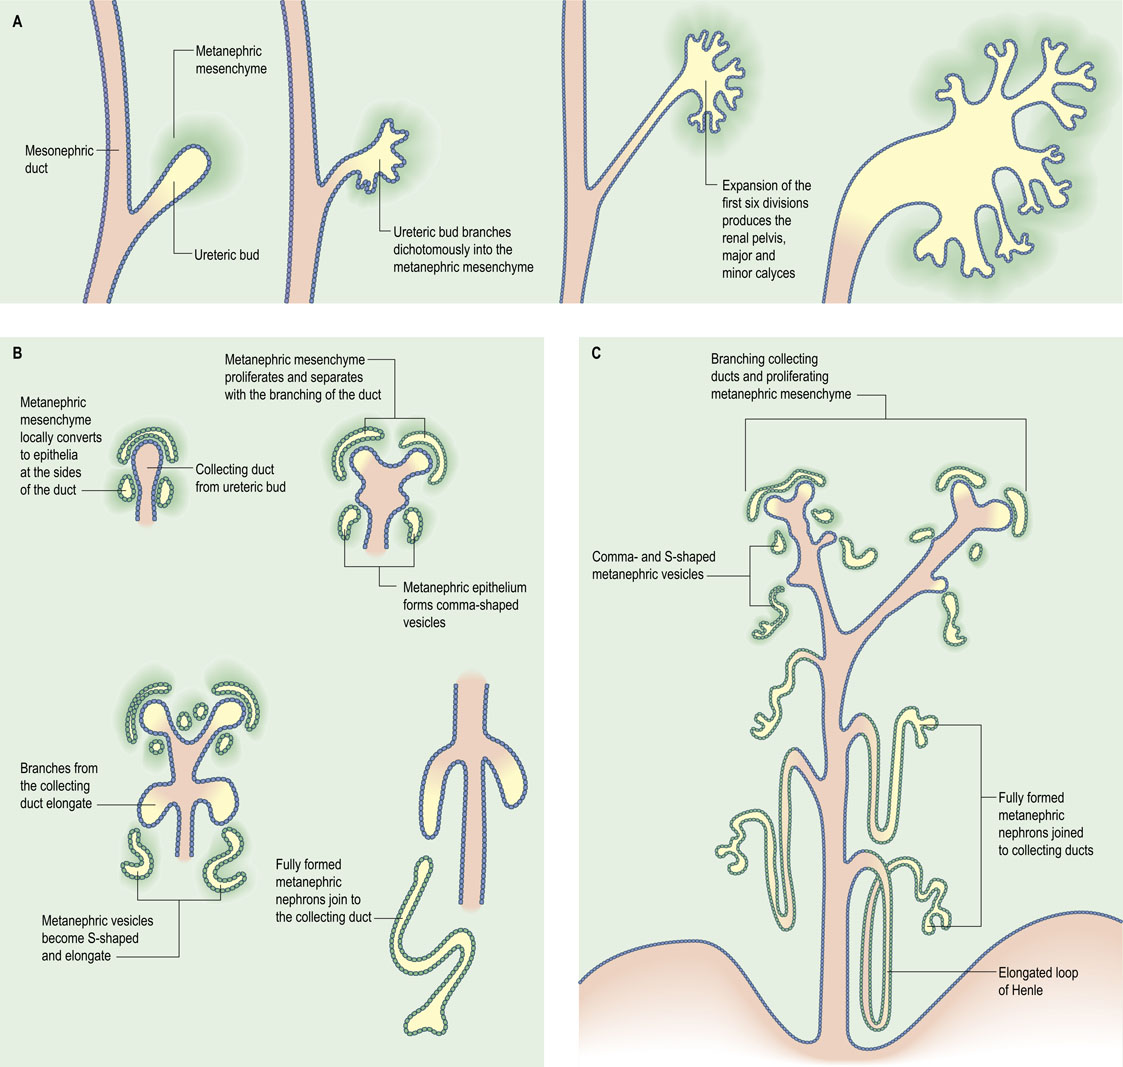 A
Metanephric
mesenchyme
Mesonephric
duct
Ureteric bud
Ureteric bud branches
dichotomously into the
metanephric mesenchyme
Expansion of the
first six divisions
produces the
renal pelvis,
major and
minor calyces
B
Metanephric mesenchyme
proliferates and separates
with the branching of the duct
Metanephric
mesenchyme
locally converts
to epithelia
at the sides
of the duct
Collecting duct
from ureteric bud
Metanephric epithelium
forms comma-shaped
vesicles
Branches from
the collecting
duct elongate
Metanephric vesicles
become S-shaped
and elongate
Fully formed
metanephric
nephrons join to
the collecting duct
C
Branching collecting
ducts and proliferating
metanephric mesenchyme
Comma- and S-shaped
metanephric vesicles
Fully formed
metanephric
nephrons joined
to collecting ducts
Elongated loop
of Henle